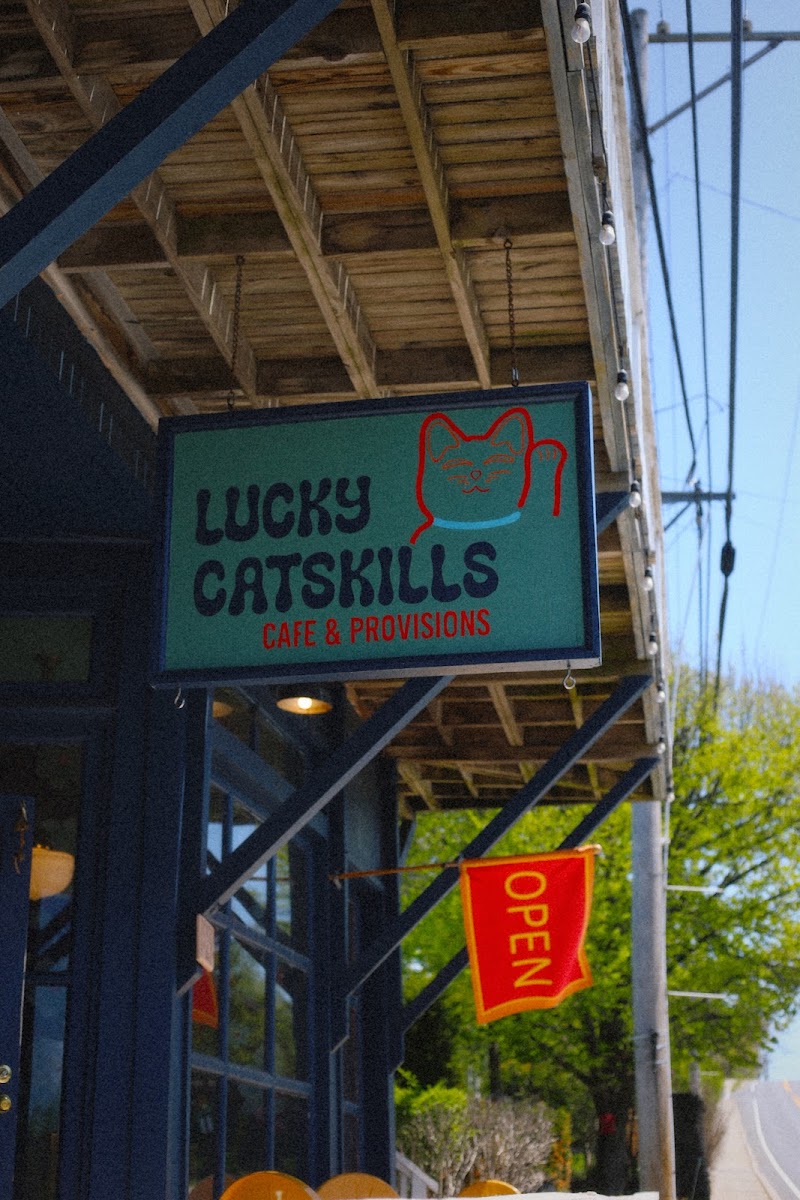 LUCKY
CATSKILLS
CAFE & PROVISIONS
OPEN